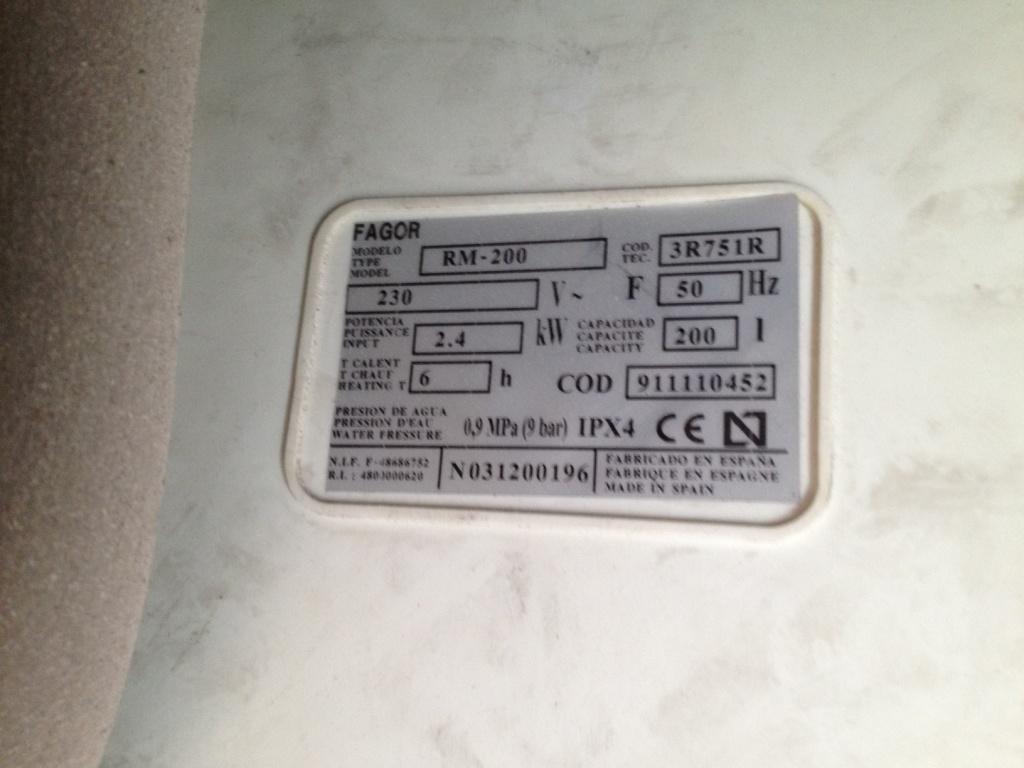 FAGOR
MODELO
TYPE
MODEL
RM-200
COD.
TEC.
3R751R
230 V~ F 50 Hz
POTENCIA
PUISSANCE
INPUT
2.4 kW
CAPACIDAD
CAPACITE
CAPACITY
200 l
T CALENT
T CHAUF
HEATING T
6 h
COD 911110452
PRESION DE AGUA
PRESSION D'EAU
WATER PRESSURE
0,9 MPa (9 bar) IPX4 CE N
N.I.F. F-48686752
R.I.: 4803000620
N031200196
FABRICADO EN ESPAÑA
FABRIQUE EN ESPAGNE
MADE IN SPAIN